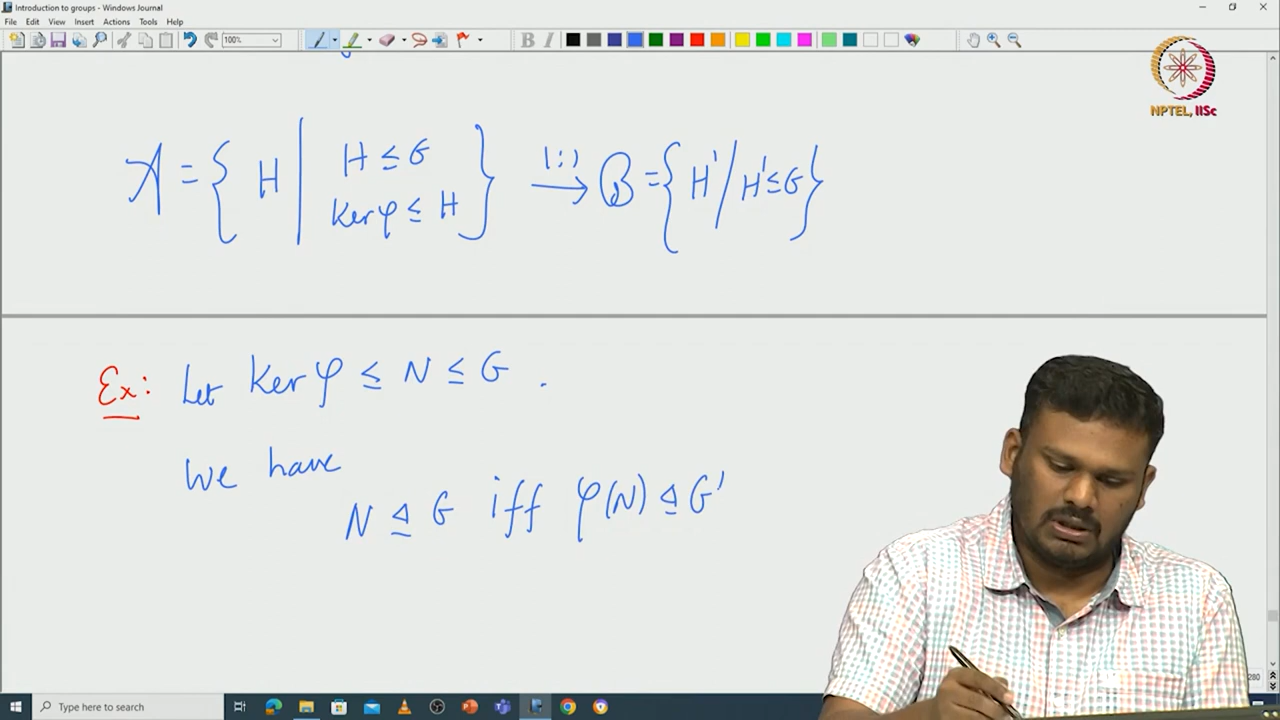 Introduction to groups - Windows Journal
File Edit View Insert Actions Tools Help
100%
B I
NPTEL, IISc
A = { H | H ≤ G
Ker φ ≤ H } 1:1 → B = { H' / H' ≤ G }
Ex: Let Ker φ ≤ N ≤ G .
We have
N ⊴ G iff φ(N) ⊴ G'
280
Type here to search